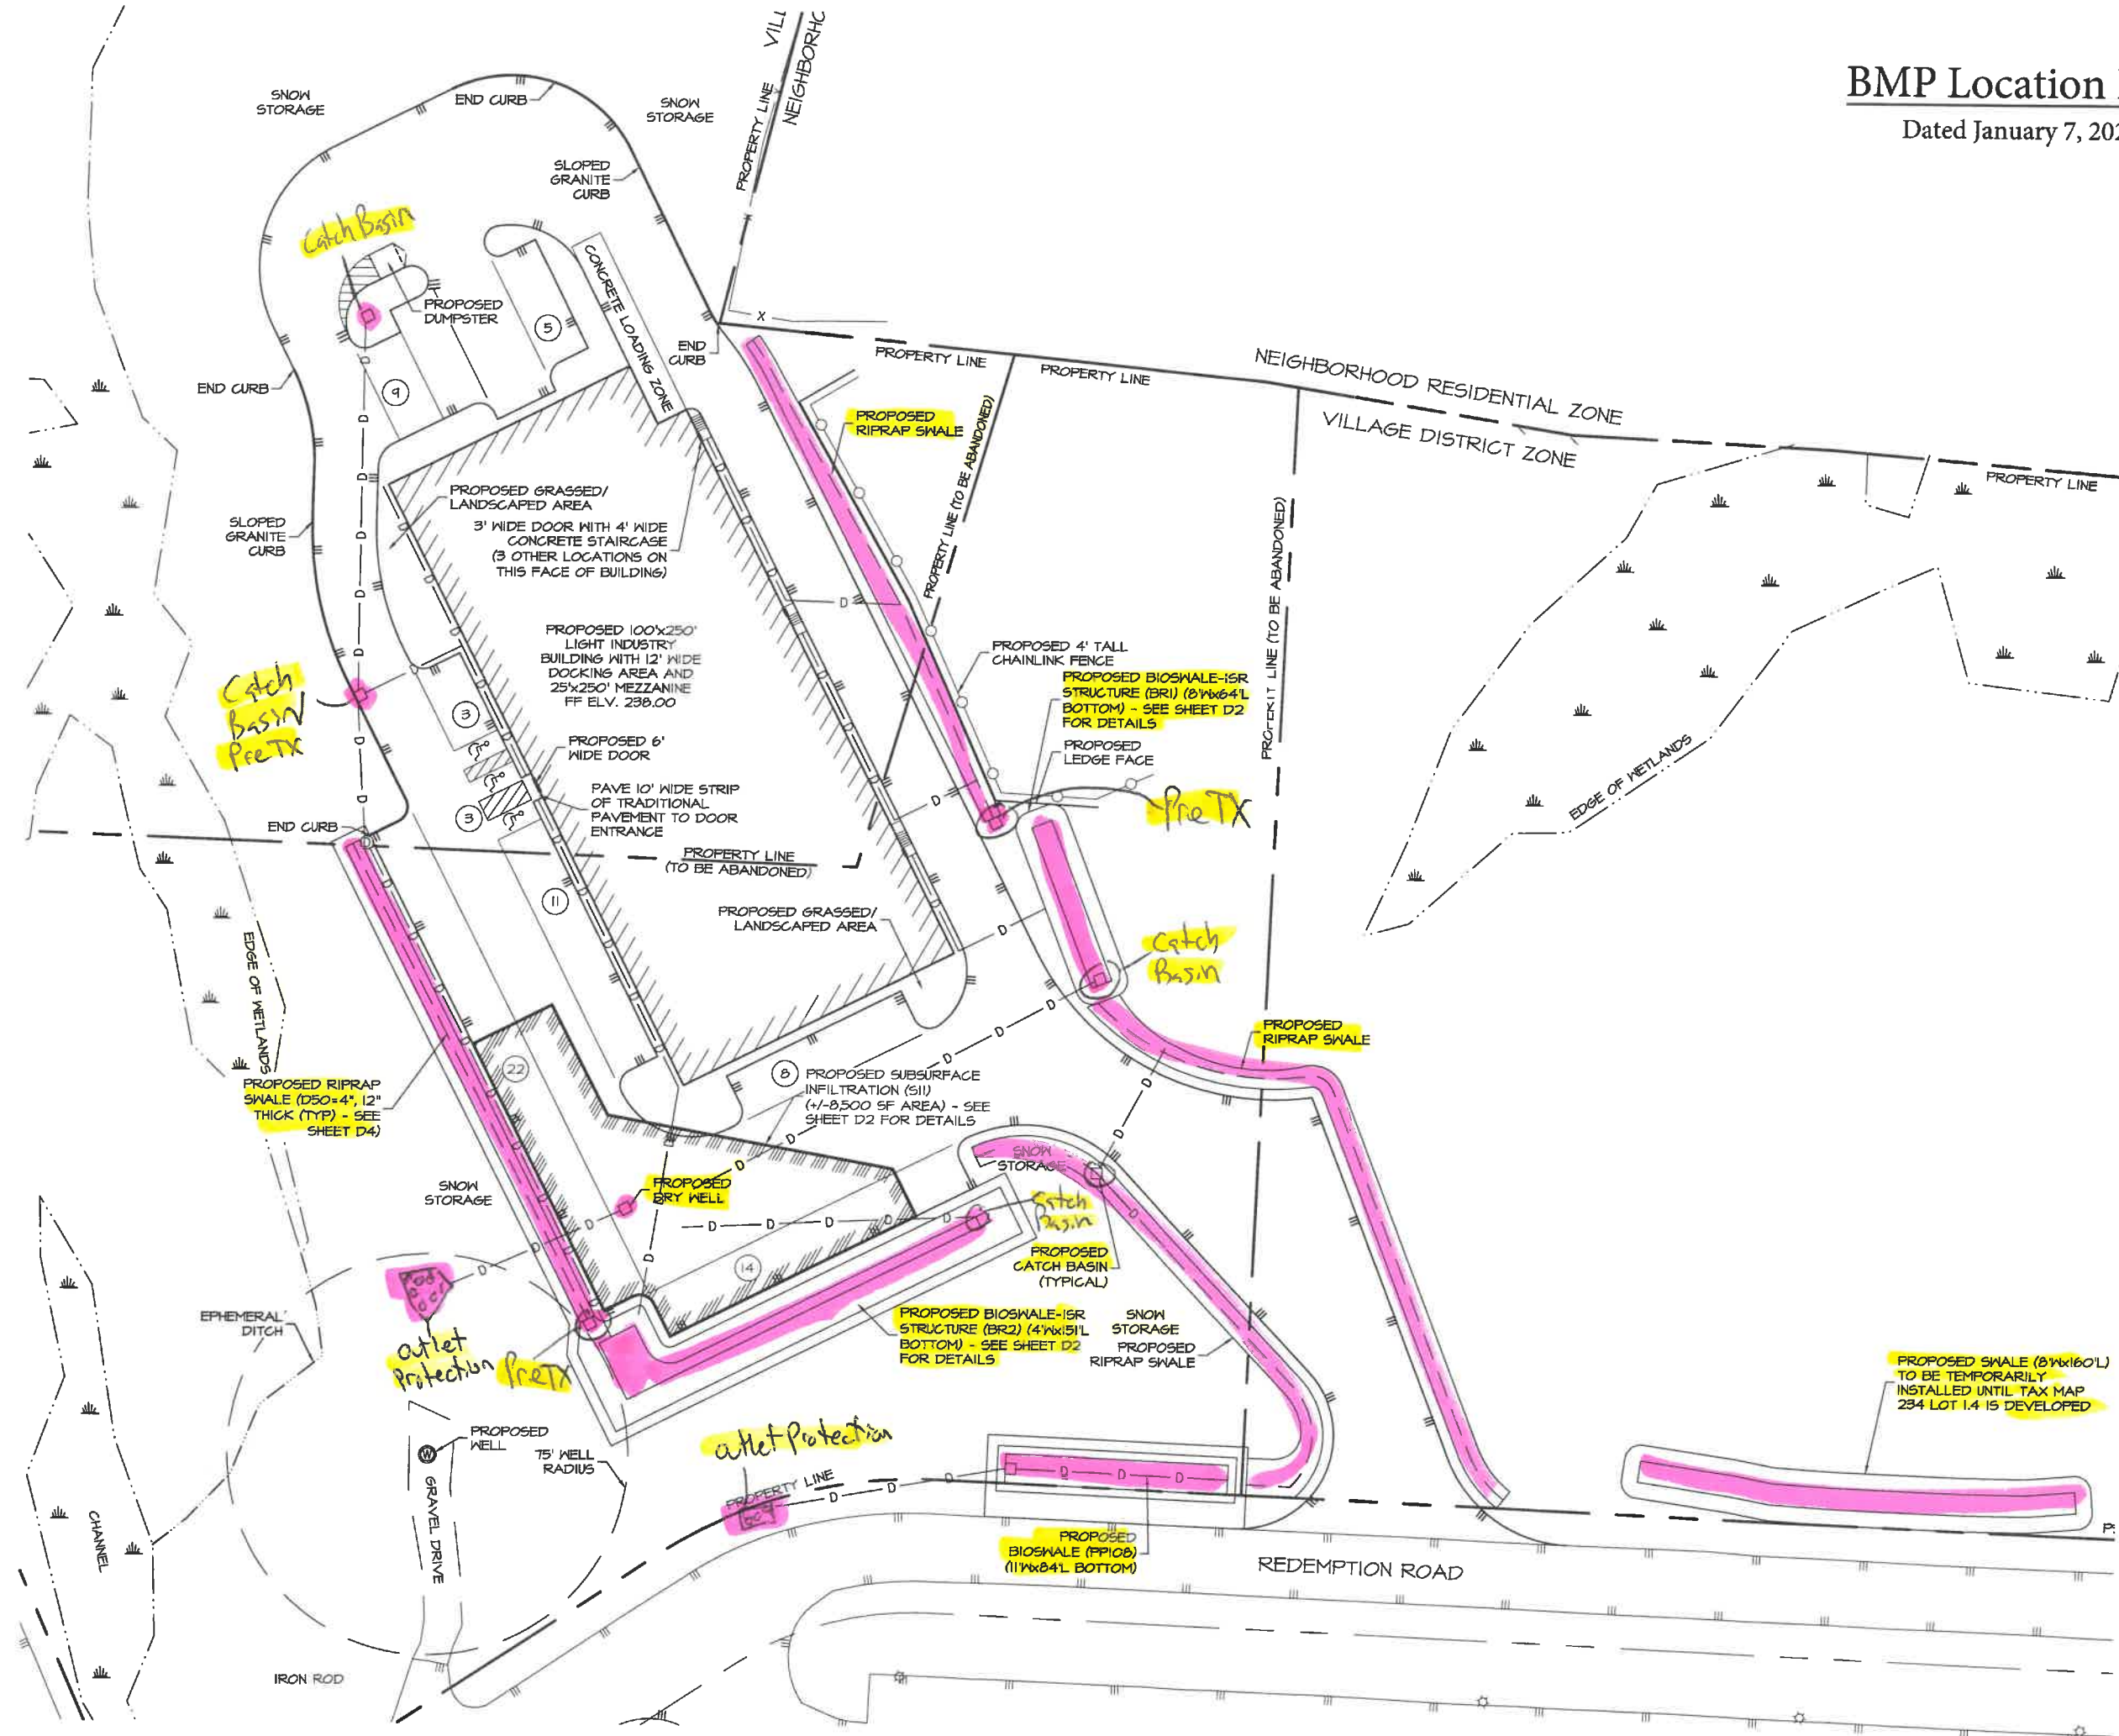 BMP Location
Dated January 7, 202
VILL
NEIGHBORHO
PROPERTY LINE
SNOW
STORAGE
END CURB
SNOW
STORAGE
SLOPED
GRANITE
CURB
Catch Basin
PROPOSED
DUMPSTER
CONCRETE LOADING ZONE
5
9
END
CURB
X
PROPERTY LINE
PROPERTY LINE
NEIGHBORHOOD RESIDENTIAL ZONE
VILLAGE DISTRICT ZONE
PROPERTY LINE
END CURB
PROPOSED
RIPRAP SWALE
PROPERTY LINE (TO BE ABANDONED)
PROPERTY LINE (TO BE ABANDONED)
SLOPED
GRANITE
CURB
PROPOSED GRASSED/
LANDSCAPED AREA
3' WIDE DOOR WITH 4' WIDE
CONCRETE STAIRCASE
(3 OTHER LOCATIONS ON
THIS FACE OF BUILDING)
PROPOSED 100'x250'
LIGHT INDUSTRY
BUILDING WITH 12' WIDE
DOCKING AREA AND
25'x250' MEZZANINE
FF ELV. 238.00
PROPOSED 4' TALL
CHAINLINK FENCE
PROPOSED BIOSWALE-ISR
STRUCTURE (BR1) (8'Wx64'L
BOTTOM) - SEE SHEET D2
FOR DETAILS
PROPOSED
LEDGE FACE
Catch
Basin
PreTX
3
PROPOSED 6'
WIDE DOOR
PAVE 10' WIDE STRIP
OF TRADITIONAL
PAVEMENT TO DOOR
ENTRANCE
3
PreTX
EDGE OF WETLANDS
END CURB
PROPERTY LINE
(TO BE ABANDONED)
11
PROPOSED GRASSED/
LANDSCAPED AREA
Catch
Basin
EDGE OF WETLANDS
PROPOSED
RIPRAP SWALE
22
8
PROPOSED SUBSURFACE
INFILTRATION (SI1)
(+/-8,500 SF AREA) - SEE
SHEET D2 FOR DETAILS
PROPOSED RIPRAP
SWALE (D50=4", 12"
THICK (TYP) - SEE
SHEET D4)
SNOW
STORAGE
SNOW
STORAGE
PROPOSED
DRY WELL
Catch
Basin
PROPOSED
CATCH BASIN
(TYPICAL)
14
EPHEMERAL
DITCH
Outlet
Protection
PreTX
PROPOSED BIOSWALE-ISR
STRUCTURE (BR2) (4'Wx151'L
BOTTOM) - SEE SHEET D2
FOR DETAILS
SNOW
STORAGE
PROPOSED
RIPRAP SWALE
PROPOSED SWALE (8'Wx160'L)
TO BE TEMPORARILY
INSTALLED UNTIL TAX MAP
234 LOT 1.4 IS DEVELOPED
PROPOSED
WELL
W
75' WELL
RADIUS
outlet Protection
PROPERTY LINE
GRAVEL DRIVE
CHANNEL
PROPOSED
BIOSWALE (PP108)
(11'Wx84'L BOTTOM)
REDEMPTION ROAD
IRON ROD